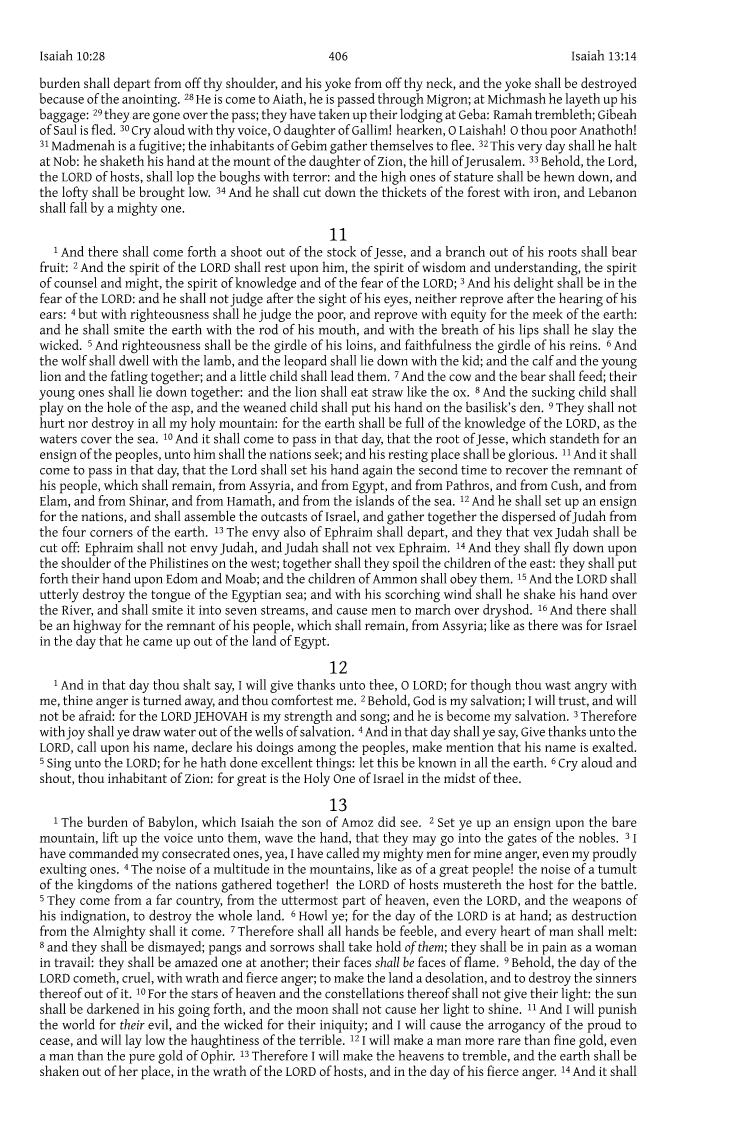 Isaiah 10:28 406 Isaiah 13:14
burden shall depart from off thy shoulder, and his yoke from off thy neck, and the yoke shall be destroyed
because of the anointing. 28 He is come to Aiath, he is passed through Migron; at Michmash he layeth up his
baggage: 29 they are gone over the pass; they have taken up their lodging at Geba: Ramah trembleth; Gibeah
of Saul is fled. 30 Cry aloud with thy voice, O daughter of Gallim! hearken, O Laishah! O thou poor Anathoth!
31 Madmenah is a fugitive; the inhabitants of Gebim gather themselves to flee. 32 This very day shall he halt
at Nob: he shaketh his hand at the mount of the daughter of Zion, the hill of Jerusalem. 33 Behold, the Lord,
the LORD of hosts, shall lop the boughs with terror: and the high ones of stature shall be hewn down, and
the lofty shall be brought low. 34 And he shall cut down the thickets of the forest with iron, and Lebanon
shall fall by a mighty one.
11
1 And there shall come forth a shoot out of the stock of Jesse, and a branch out of his roots shall bear
fruit: 2 And the spirit of the LORD shall rest upon him, the spirit of wisdom and understanding, the spirit
of counsel and might, the spirit of knowledge and of the fear of the LORD; 3 And his delight shall be in the
fear of the LORD: and he shall not judge after the sight of his eyes, neither reprove after the hearing of his
ears: 4 but with righteousness shall he judge the poor, and reprove with equity for the meek of the earth:
and he shall smite the earth with the rod of his mouth, and with the breath of his lips shall he slay the
wicked. 5 And righteousness shall be the girdle of his loins, and faithfulness the girdle of his reins. 6 And
the wolf shall dwell with the lamb, and the leopard shall lie down with the kid; and the calf and the young
lion and the fatling together; and a little child shall lead them. 7 And the cow and the bear shall feed; their
young ones shall lie down together: and the lion shall eat straw like the ox. 8 And the sucking child shall
play on the hole of the asp, and the weaned child shall put his hand on the basilisk's den. 9 They shall not
hurt nor destroy in all my holy mountain: for the earth shall be full of the knowledge of the LORD, as the
waters cover the sea. 10 And it shall come to pass in that day, that the root of Jesse, which standeth for an
ensign of the peoples, unto him shall the nations seek; and his resting place shall be glorious. 11 And it shall
come to pass in that day, that the Lord shall set his hand again the second time to recover the remnant of
his people, which shall remain, from Assyria, and from Egypt, and from Pathros, and from Cush, and from
Elam, and from Shinar, and from Hamath, and from the islands of the sea. 12 And he shall set up an ensign
for the nations, and shall assemble the outcasts of Israel, and gather together the dispersed of Judah from
the four corners of the earth. 13 The envy also of Ephraim shall depart, and they that vex Judah shall be
cut off: Ephraim shall not envy Judah, and Judah shall not vex Ephraim. 14 And they shall fly down upon
the shoulder of the Philistines on the west; together shall they spoil the children of the east: they shall put
forth their hand upon Edom and Moab; and the children of Ammon shall obey them. 15 And the LORD shall
utterly destroy the tongue of the Egyptian sea; and with his scorching wind shall he shake his hand over
the River, and shall smite it into seven streams, and cause men to march over dryshod. 16 And there shall
be an highway for the remnant of his people, which shall remain, from Assyria; like as there was for Israel
in the day that he came up out of the land of Egypt.
12
1 And in that day thou shalt say, I will give thanks unto thee, O LORD; for though thou wast angry with
me, thine anger is turned away, and thou comfortest me. 2 Behold, God is my salvation; I will trust, and will
not be afraid: for the LORD JEHOVAH is my strength and song; and he is become my salvation. 3 Therefore
with joy shall ye draw water out of the wells of salvation. 4 And in that day shall ye say, Give thanks unto the
LORD, call upon his name, declare his doings among the peoples, make mention that his name is exalted.
5 Sing unto the LORD; for he hath done excellent things: let this be known in all the earth. 6 Cry aloud and
shout, thou inhabitant of Zion: for great is the Holy One of Israel in the midst of thee.
13
1 The burden of Babylon, which Isaiah the son of Amoz did see. 2 Set ye up an ensign upon the bare
mountain, lift up the voice unto them, wave the hand, that they may go into the gates of the nobles. 3 I
have commanded my consecrated ones, yea, I have called my mighty men for mine anger, even my proudly
exulting ones. 4 The noise of a multitude in the mountains, like as of a great people! the noise of a tumult
of the kingdoms of the nations gathered together! the LORD of hosts mustereth the host for the battle.
5 They come from a far country, from the uttermost part of heaven, even the LORD, and the weapons of
his indignation, to destroy the whole land. 6 Howl ye; for the day of the LORD is at hand; as destruction
from the Almighty shall it come. 7 Therefore shall all hands be feeble, and every heart of man shall melt:
8 and they shall be dismayed; pangs and sorrows shall take hold of them; they shall be in pain as a woman
in travail: they shall be amazed one at another; their faces shall be faces of flame. 9 Behold, the day of the
LORD cometh, cruel, with wrath and fierce anger; to make the land a desolation, and to destroy the sinners
thereof out of it. 10 For the stars of heaven and the constellations thereof shall not give their light: the sun
shall be darkened in his going forth, and the moon shall not cause her light to shine. 11 And I will punish
the world for their evil, and the wicked for their iniquity; and I will cause the arrogancy of the proud to
cease, and will lay low the haughtiness of the terrible. 12 I will make a man more rare than fine gold, even
a man than the pure gold of Ophir. 13 Therefore I will make the heavens to tremble, and the earth shall be
shaken out of her place, in the wrath of the LORD of hosts, and in the day of his fierce anger. 14 And it shall